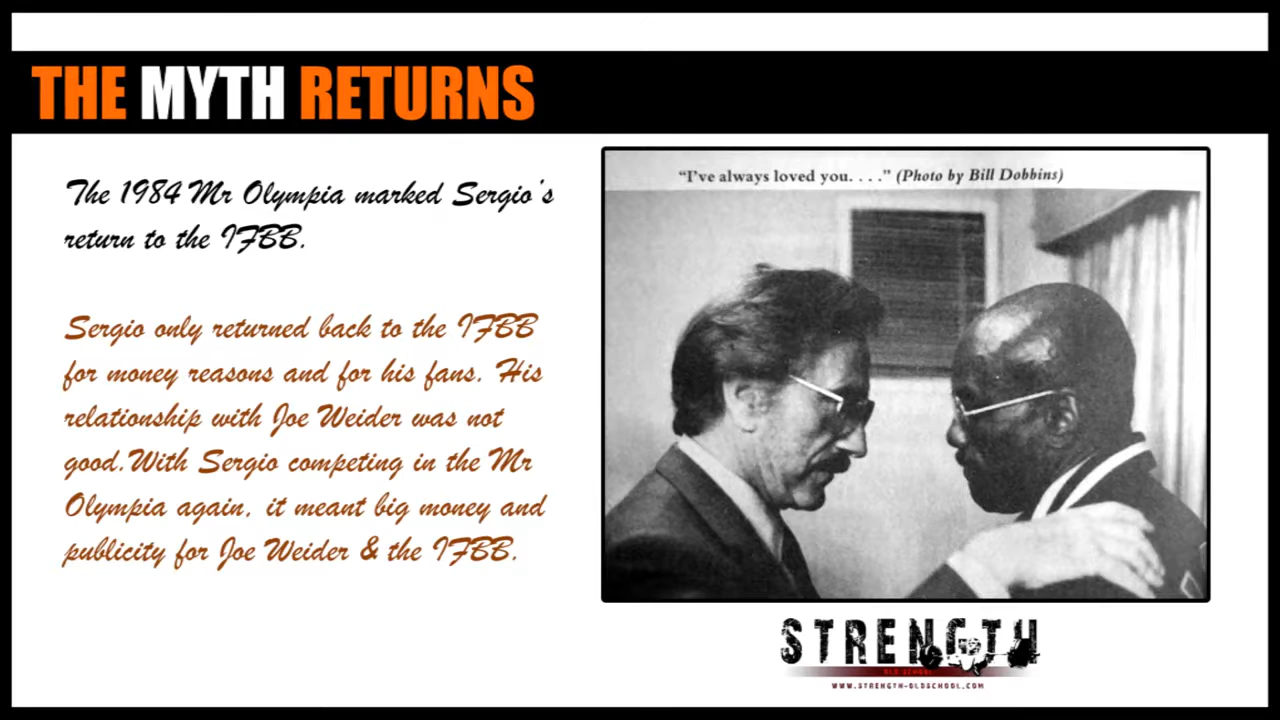 THE MYTH RETURNS
The 1984 Mr Olympia marked Sergio's
return to the IFBB.
Sergio only returned back to the IFBB
for money reasons and for his fans. His
relationship with Joe Weider was not
good.With Sergio competing in the Mr
Olympia again, it meant big money and
publicity for Joe Weider & the IFBB.
"I've always loved you. . . ." (Photo by Bill Dobbins)
STRENGTH
OLD SCHOOL
WWW.STRENGTH-OLDSCHOOL.COM